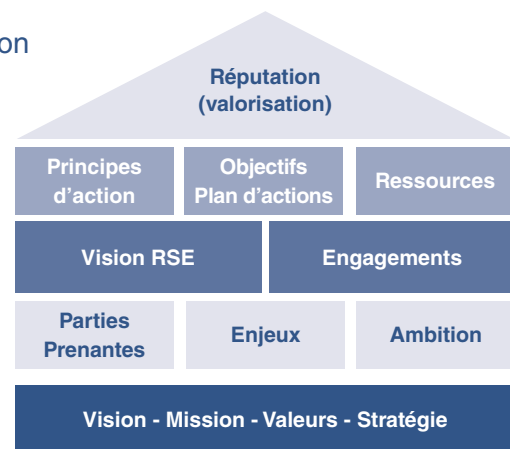 on
Réputation
(valorisation)
Principes
d'action
Objectifs
Plan d'actions
Ressources
Vision RSE
Engagements
Parties
Prenantes
Enjeux
Ambition
Vision - Mission - Valeurs - Stratégie